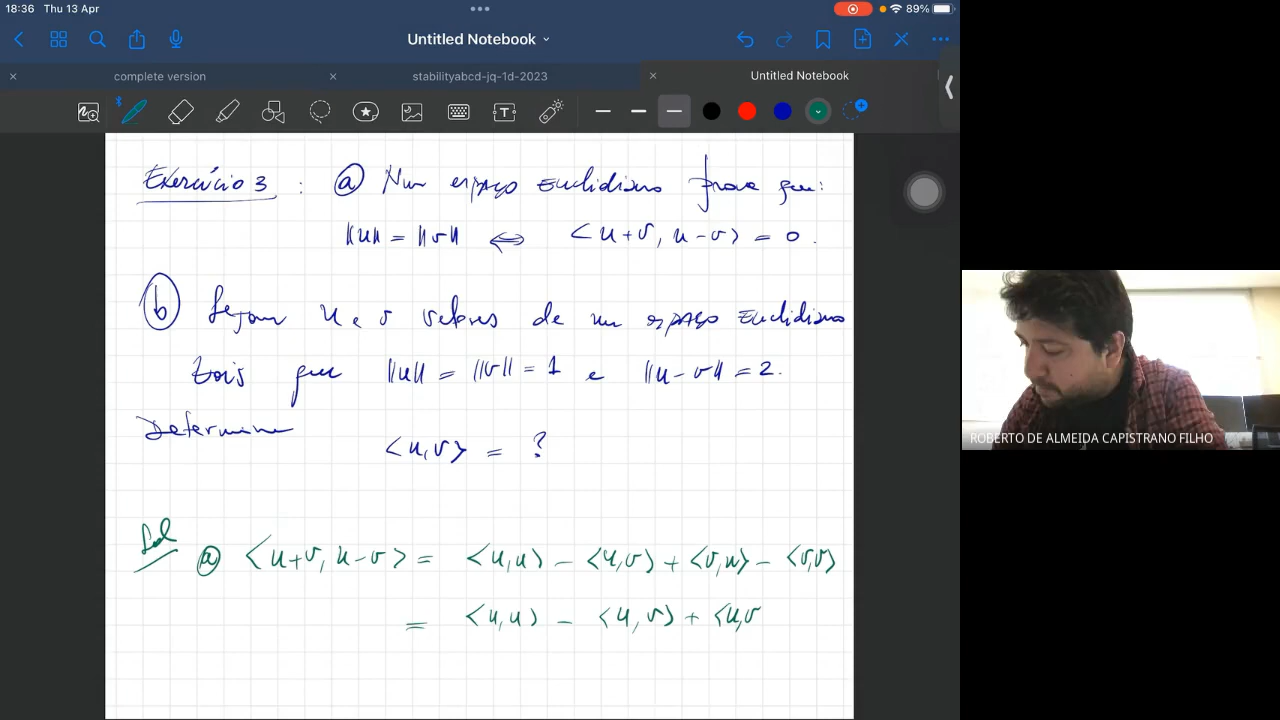 18:36 Thu 13 Apr
89%
Untitled Notebook
complete version
stabilityabcd-jq-1d-2023
Untitled Notebook
Exercício 3 : (a) Num espaço Euclidiano prove que:
||u|| = ||v|| ⇔ <u+v, u-v> = 0.
(b) Sejam u e v vetores de um espaço Euclidiano
tais que ||u|| = ||v|| = 1 e ||u-v|| = 2.
Determine
<u,v> = ?
Sol
(a) <u+v, u-v> = <u,u> - <u,v> + <v,u> - <v,v>
= <u,u> - <u,v> + <u,v
ROBERTO DE ALMEIDA CAPISTRANO FILHO